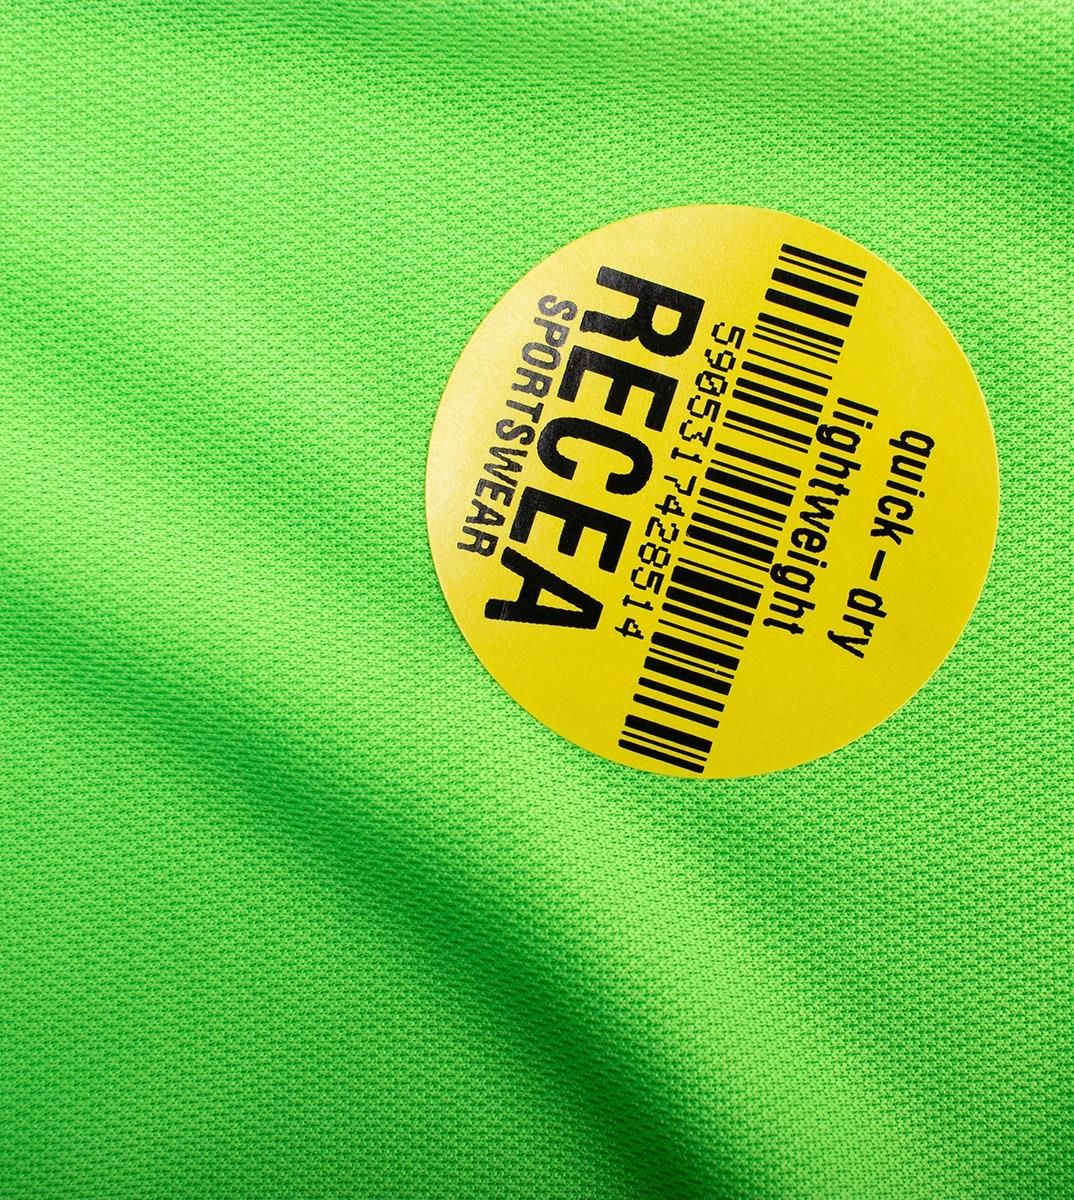 quick-dry
lightweight
5905317428514
RECEA
SPORTSWEAR